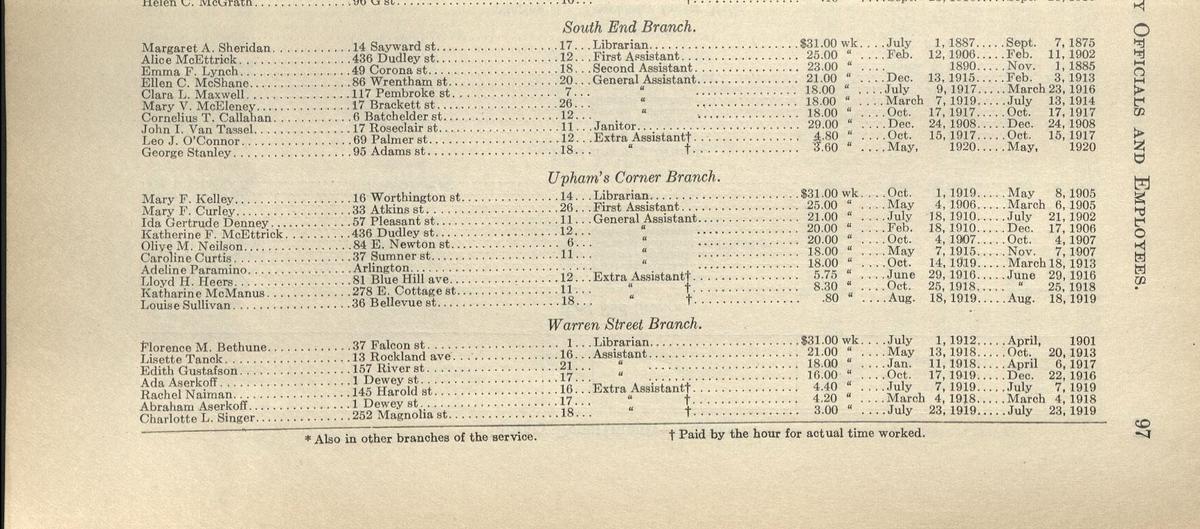 Helen C. McGrath 96 G st. 10
South End Branch.
Margaret A. Sheridan 14 Sayward st. 17 Librarian $31.00 wk. July 1, 1887 Sept. 7, 1875
Alice McEttrick 436 Dudley st. 12 First Assistant 25.00 " Feb. 12, 1906 Feb. 11, 1902
Emma F. Lynch 49 Corona st. 18 Second Assistant 23.00 " 1890 Nov. 1, 1885
Ellen C. McShane 86 Wrentham st. 20 General Assistant 21.00 " Dec. 13, 1915 Feb. 3, 1913
Clara L. Maxwell 117 Pembroke st. 7 " 18.00 " July 9, 1917 March 23, 1916
Mary V. McEleney 17 Brackett st. 26 " 18.00 " March 7, 1919 July 13, 1914
Cornelius T. Callahan 6 Batchelder st. 12 " 18.00 " Oct. 17, 1917 Oct. 17, 1917
John I. Van Tassel 17 Roseclair st. 11 Janitor 29.00 " Dec. 24, 1908 Dec. 24, 1908
Leo J. O'Connor 69 Palmer st. 12 Extra Assistant† 4.80 " Oct. 15, 1917 Oct. 15, 1917
George Stanley 95 Adams st. 18 " † 3.60 " May, 1920 May, 1920
Upham's Corner Branch.
Mary F. Kelley 16 Worthington st. 14 Librarian $31.00 wk. Oct. 1, 1919 May 8, 1905
Mary F. Curley 33 Atkins st. 26 First Assistant 25.00 " May 4, 1906 March 6, 1905
Ida Gertrude Denney 57 Pleasant st. 11 General Assistant 21.00 " July 18, 1910 July 21, 1902
Katherine F. McEttrick 436 Dudley st. 12 " 20.00 " Feb. 18, 1910 Dec. 17, 1906
Olive M. Neilson 84 E. Newton st. 6 " 20.00 " Oct. 4, 1907 Oct. 4, 1907
Caroline Curtis 37 Sumner st. 11 " 18.00 " May 7, 1915 Nov. 7, 1907
Adeline Paramino Arlington " 18.00 " Oct. 14, 1919 March 18, 1913
Lloyd H. Heers 81 Blue Hill ave. 12 Extra Assistant† 5.75 " June 29, 1916 June 29, 1916
Katharine McManus 278 E. Cottage st. 11 " † 8.30 " Oct. 25, 1918 " 25, 1918
Louise Sullivan 36 Bellevue st. 18 " † .80 " Aug. 18, 1919 Aug. 18, 1919
Warren Street Branch.
Florence M. Bethune 37 Falcon st. 1 Librarian $31.00 wk. July 1, 1912 April, 1901
Lisette Tanck 13 Rockland ave. 16 Assistant 21.00 " May 13, 1918 Oct. 20, 1913
Edith Gustafson 157 River st. 21 " 18.00 " Jan. 11, 1918 April 6, 1917
Ada Aserkoff 1 Dewey st. 17 " 16.00 " Oct. 17, 1919 Dec. 22, 1916
Rachel Naiman 145 Harold st. 16 Extra Assistant† 4.40 " July 7, 1919 July 7, 1919
Abraham Aserkoff 1 Dewey st. 17 " † 4.20 " March 4, 1918 March 4, 1918
Charlotte L. Singer 252 Magnolia st. 18 " † 3.00 " July 23, 1919 July 23, 1919
* Also in other branches of the service. † Paid by the hour for actual time worked.
Officials and Employees.
97